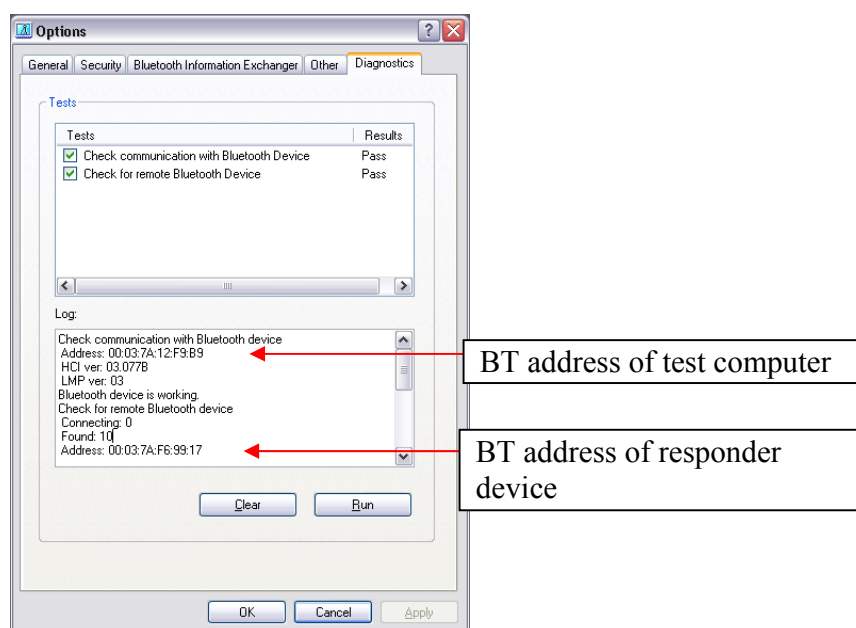 Options
General Security Bluetooth Information Exchanger Other Diagnostics
Tests
Tests Results
Check communication with Bluetooth Device Pass
Check for remote Bluetooth Device Pass
Log:
Check communication with Bluetooth device
Address: 00:03:7A:12:F9:B9
HCI ver: 03.077B
LMP ver: 03
Bluetooth device is working.
Check for remote Bluetooth device
Connecting: 0
Found: 10
Address: 00:03:7A:F6:99:17
BT address of test computer
BT address of responder
device
Clear Run
OK Cancel Apply